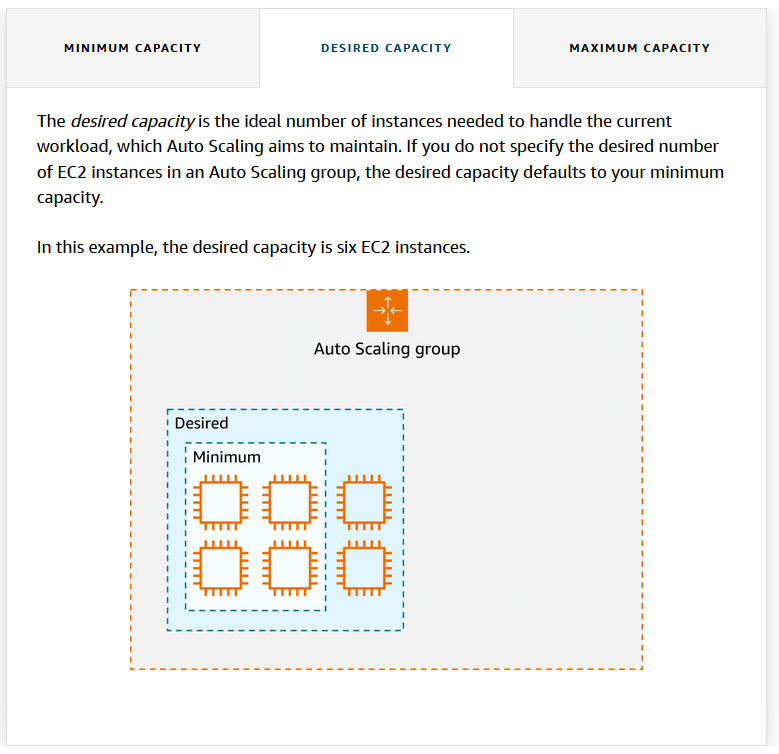 MINIMUM CAPACITY
DESIRED CAPACITY
MAXIMUM CAPACITY
The desired capacity is the ideal number of instances needed to handle the current
workload, which Auto Scaling aims to maintain. If you do not specify the desired number
of EC2 instances in an Auto Scaling group, the desired capacity defaults to your minimum
capacity.
In this example, the desired capacity is six EC2 instances.
Auto Scaling group
Desired
Minimum